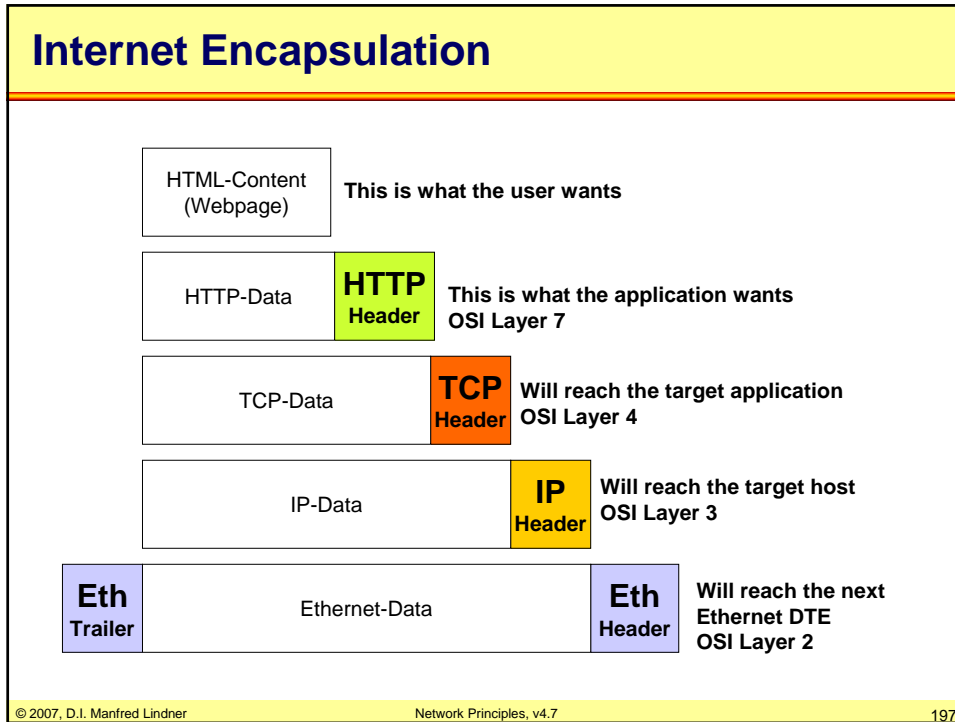 Internet Encapsulation
HTML-Content
(Webpage)
This is what the user wants
HTTP-Data
HTTP
Header
This is what the application wants
OSI Layer 7
TCP-Data
TCP
Header
Will reach the target application
OSI Layer 4
IP-Data
IP
Header
Will reach the target host
OSI Layer 3
Eth
Trailer
Ethernet-Data
Eth
Header
Will reach the next
Ethernet DTE
OSI Layer 2
© 2007, D.I. Manfred Lindner
Network Principles, v4.7
197